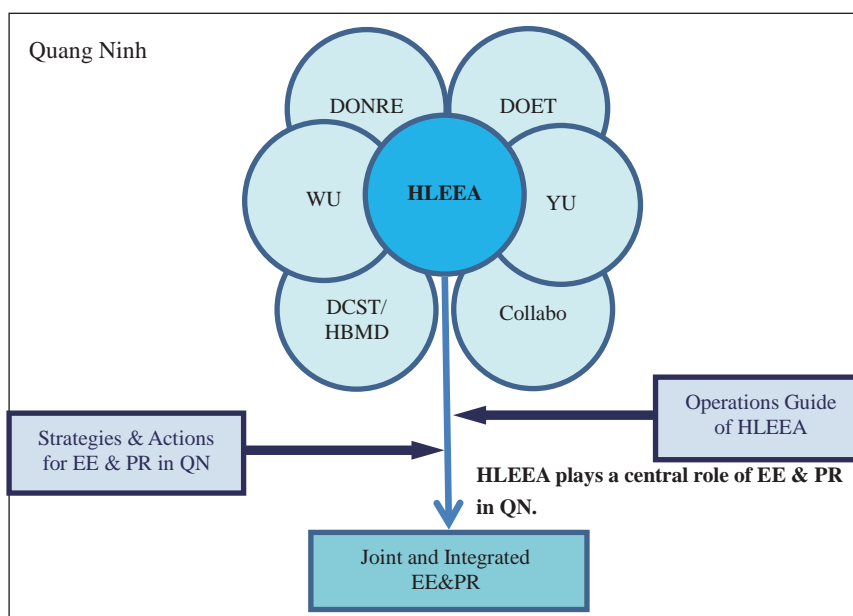 Quang Ninh
DONRE
DOET
WU
HLEEA
YU
DCST/
HBMD
Collabo
Operations Guide
of HLEEA
Strategies & Actions
for EE & PR in QN
HLEEA plays a central role of EE & PR
in QN.
Joint and Integrated
EE&PR